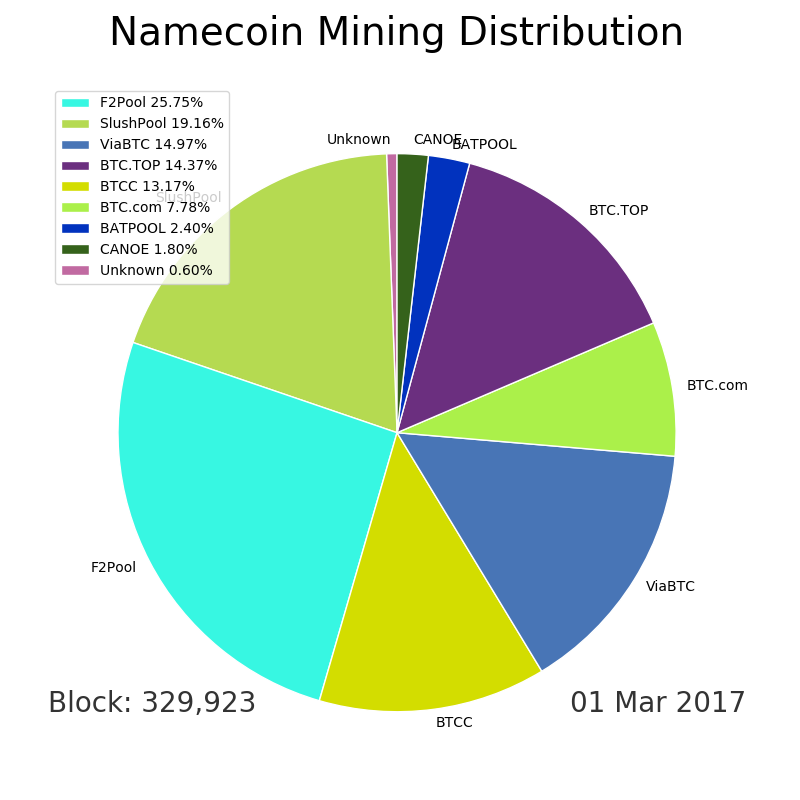 Namecoin Mining Distribution
F2Pool 25.75%
SlushPool 19.16%
ViaBTC 14.97%
BTC.TOP 14.37%
BTCC 13.17%
BTC.com 7.78%
BATPOOL 2.40%
CANOE 1.80%
Unknown 0.60%
Unknown
CANOE
BATPOOL
SlushPool
BTC.TOP
BTC.com
F2Pool
ViaBTC
BTCC
Block: 329,923
01 Mar 2017